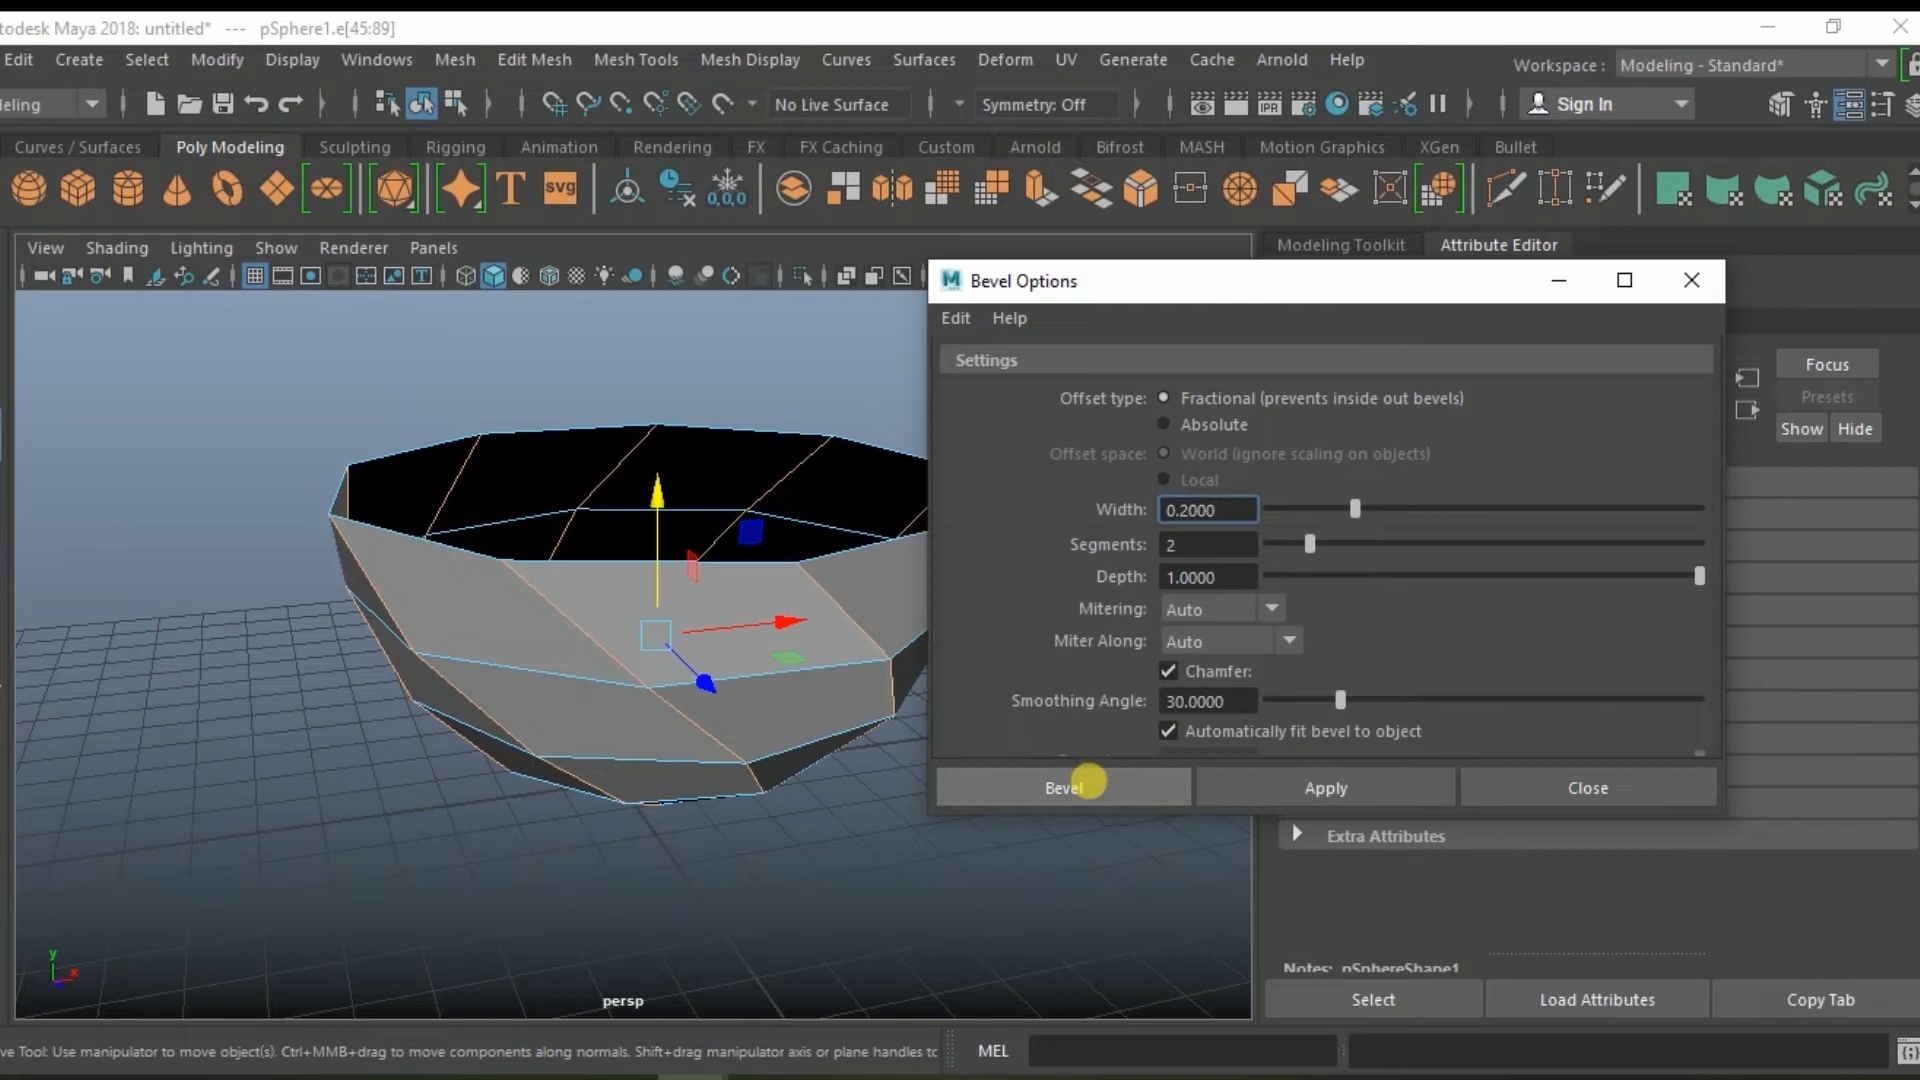 todesk Maya 2018: untitled* --- pSphere1.e[45:89]
Edit Create Select Modify Display Windows Mesh Edit Mesh Mesh Tools Mesh Display Curves Surfaces Deform UV Generate Cache Arnold Help Workspace : Modeling - Standard*
eling No Live Surface Symmetry: Off IPR Sign In
Curves / Surfaces Poly Modeling Sculpting Rigging Animation Rendering FX FX Caching Custom Arnold Bifrost MASH Motion Graphics XGen Bullet
T svg 0,0,0
View Shading Lighting Show Renderer Panels
Modeling Toolkit Attribute Editor
Bevel Options
Edit Help
Settings
Offset type: Fractional (prevents inside out bevels)
Absolute
Offset space: World (ignore scaling on objects)
Local
Width: 0.2000
Segments: 2
Depth: 1.0000
Mitering: Auto
Miter Along: Auto
Chamfer:
Smoothing Angle: 30.0000
Automatically fit bevel to object
Bevel Apply Close
Focus
Presets
Show Hide
Extra Attributes
Notes: pSphereShape1
Select Load Attributes Copy Tab
y
x
persp
ve Tool: Use manipulator to move object(s). Ctrl+MMB+drag to move components along normals. Shift+drag manipulator axis or plane handles to
MEL